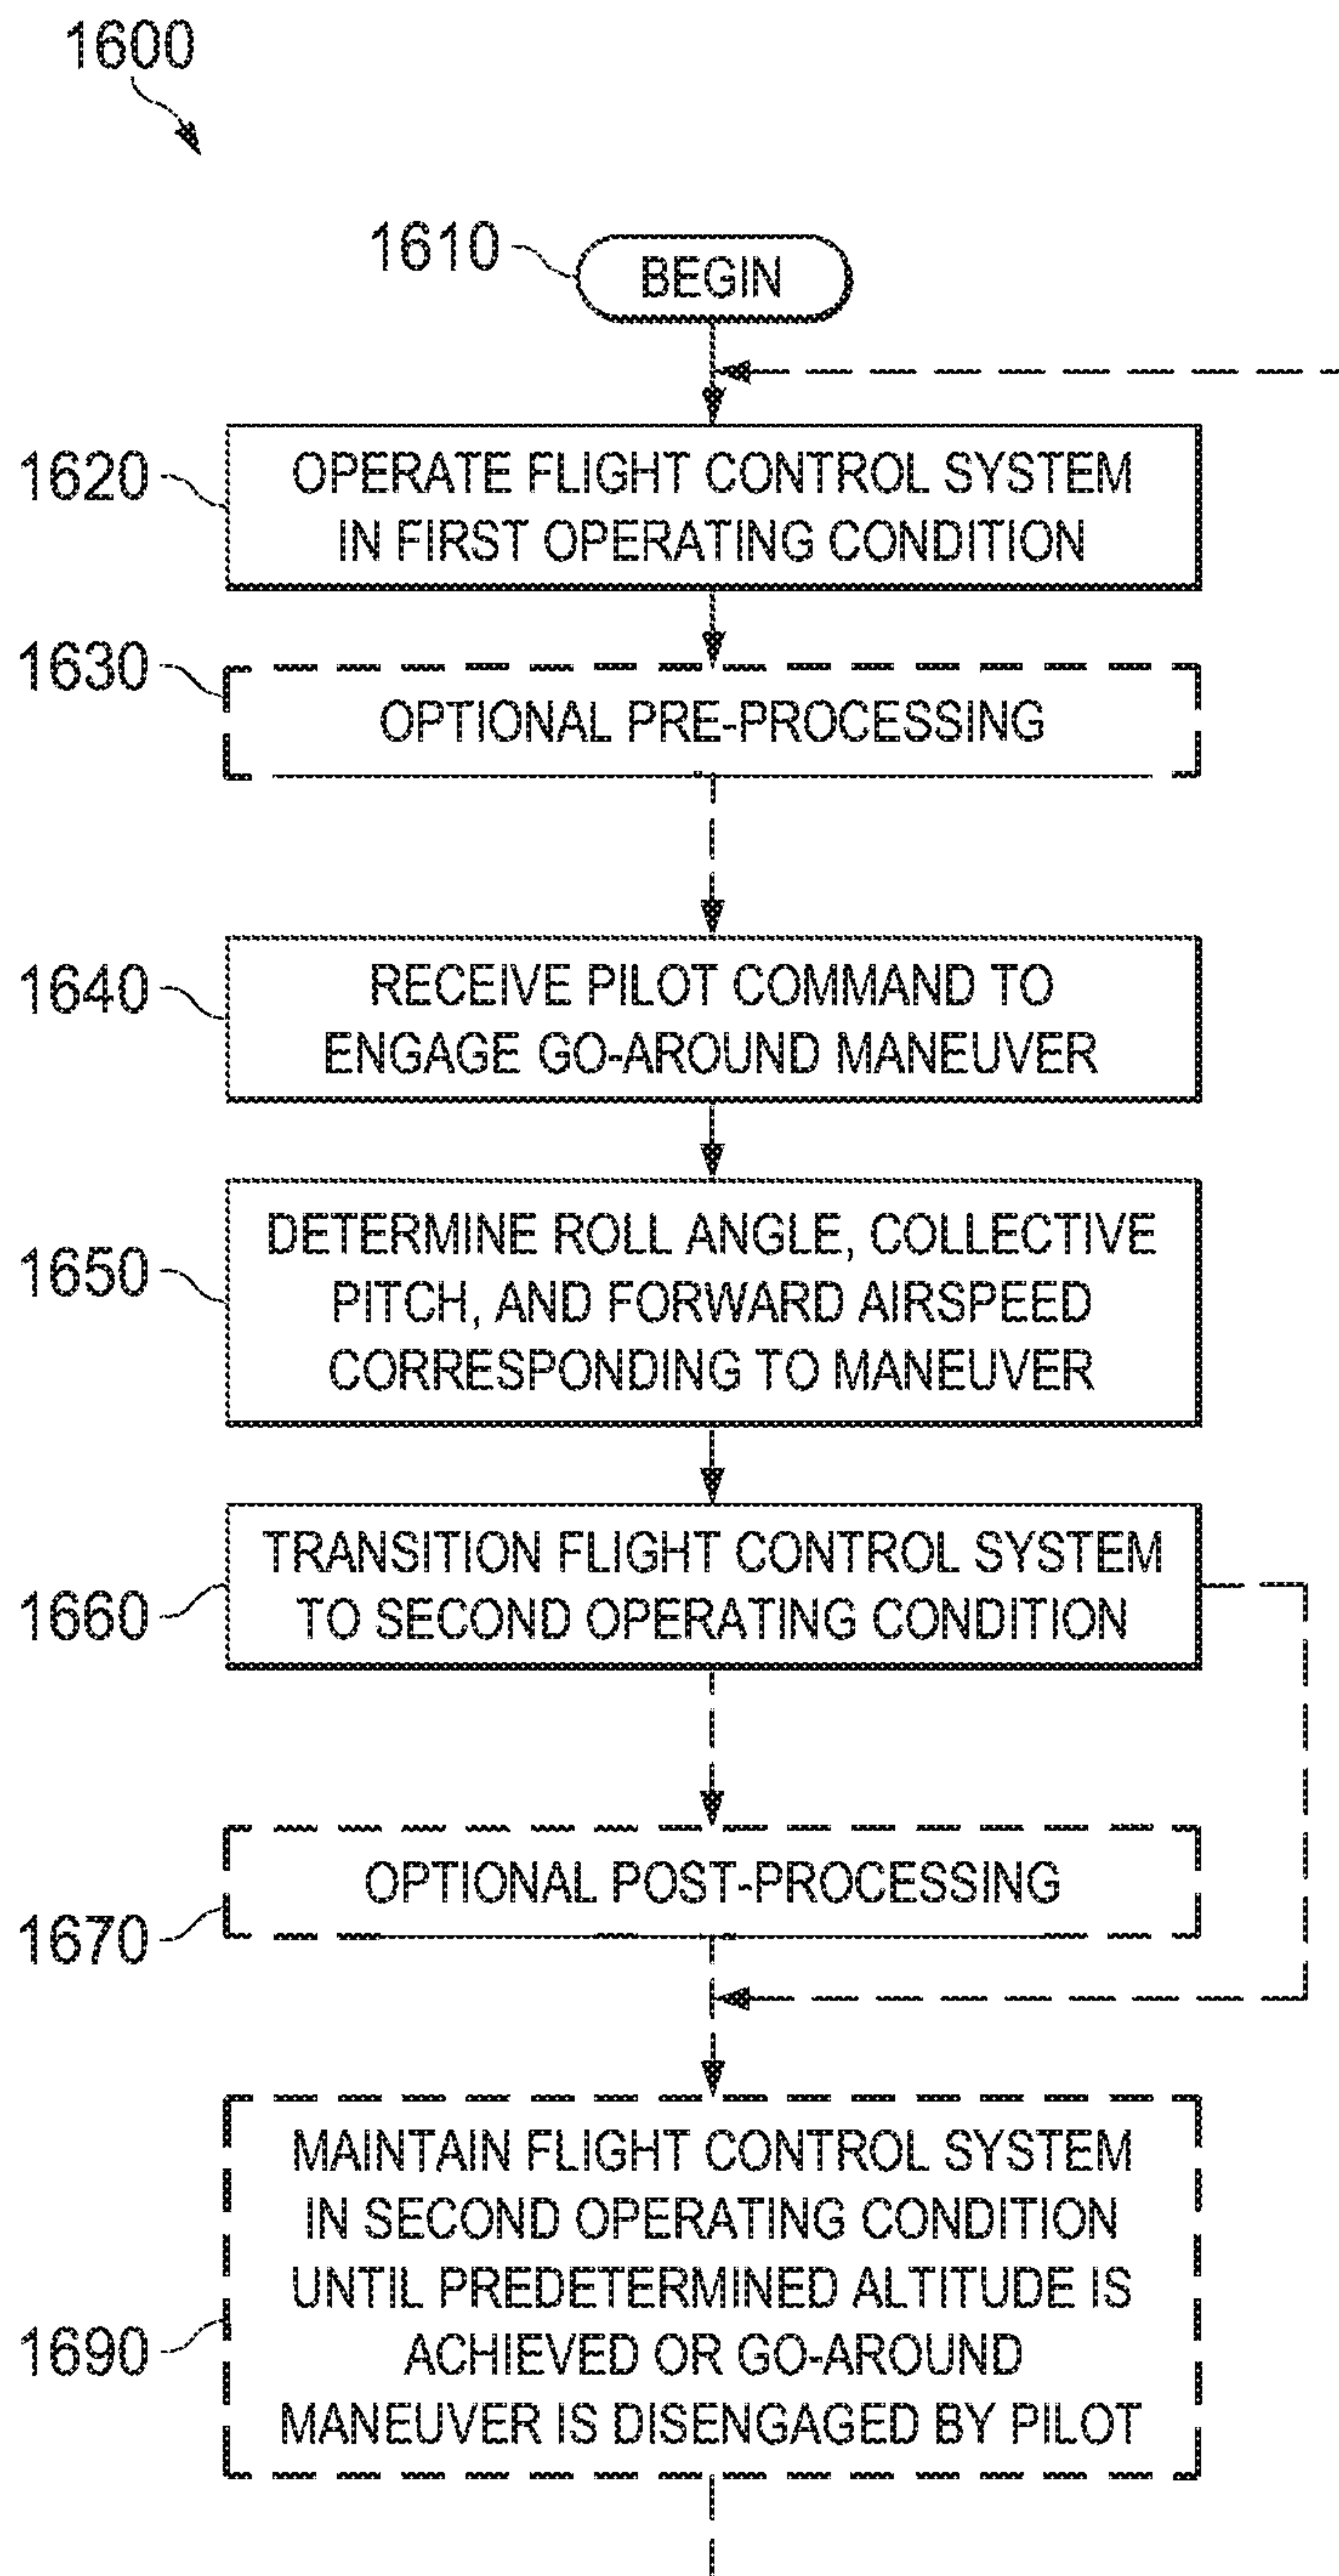 1600
1610
BEGIN
1620
OPERATE FLIGHT CONTROL SYSTEM
IN FIRST OPERATING CONDITION
1630
OPTIONAL PRE-PROCESSING
1640
RECEIVE PILOT COMMAND TO
ENGAGE GO-AROUND MANEUVER
1650
DETERMINE ROLL ANGLE, COLLECTIVE
PITCH, AND FORWARD AIRSPEED
CORRESPONDING TO MANEUVER
1660
TRANSITION FLIGHT CONTROL SYSTEM
TO SECOND OPERATING CONDITION
1670
OPTIONAL POST-PROCESSING
1690
MAINTAIN FLIGHT CONTROL SYSTEM
IN SECOND OPERATING CONDITION
UNTIL PREDETERMINED ALTITUDE IS
ACHIEVED OR GO-AROUND
MANEUVER IS DISENGAGED BY PILOT